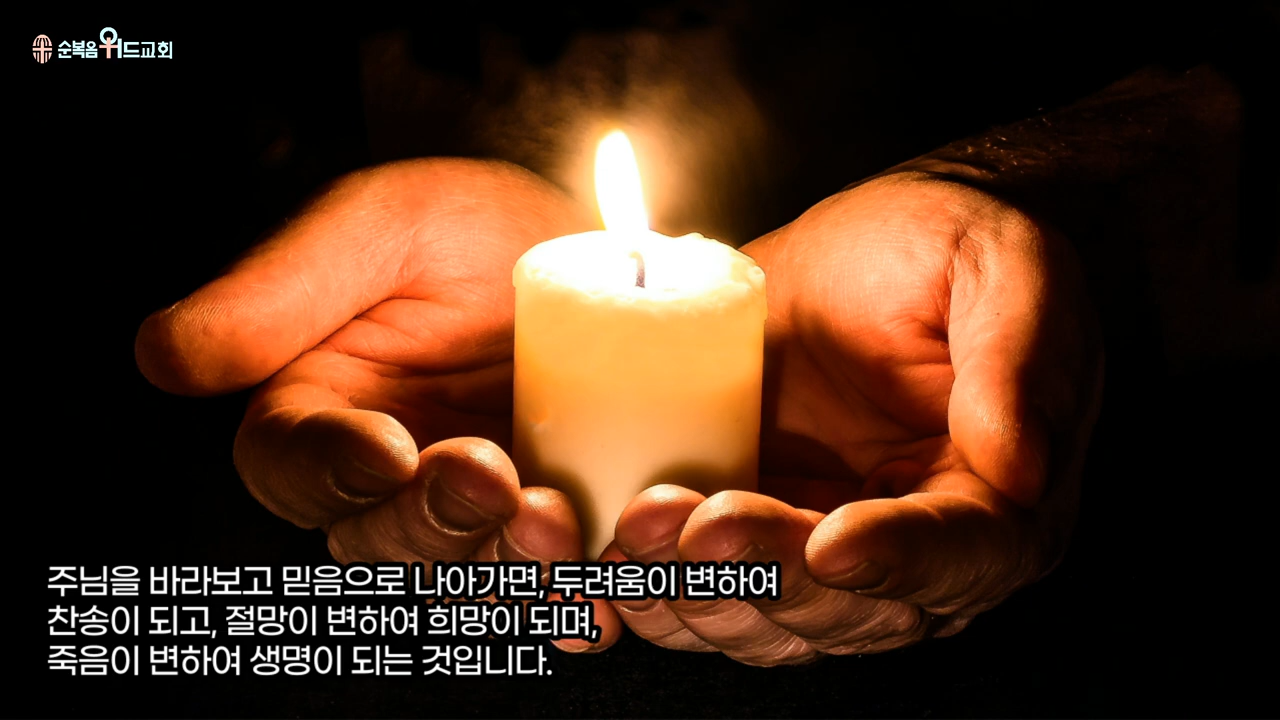 순복음위드교회
주님을 바라보고 믿음으로 나아가면, 두려움이 변하여
찬송이 되고, 절망이 변하여 희망이 되며,
죽음이 변하여 생명이 되는 것입니다.